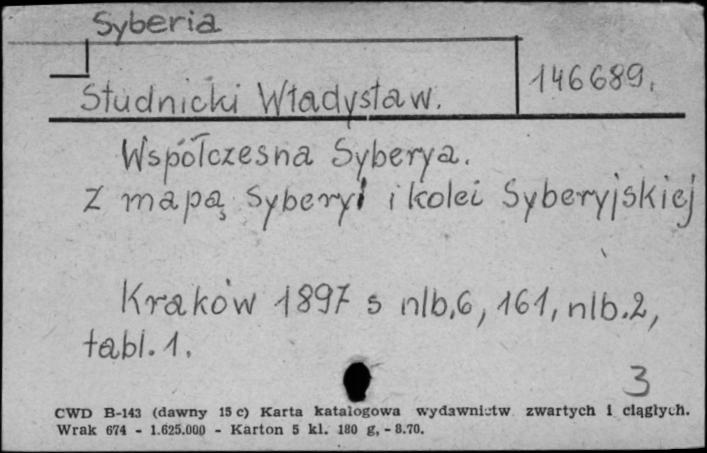 Syberia
146689.
Studnicki Władysław.
Współczesna Syberya.
Z mapą Syberyi i kolei Syberyjskiej
Kraków 1897 s nlb.6, 161, nlb.2,
tabl. 1.
3
CWD B-143 (dawny 15 c) Karta katalogowa wydawnictw zwartych i ciągłych.
Wrak 674 - 1.625.000 - Karton 5 kl. 180 g, - 8.70.